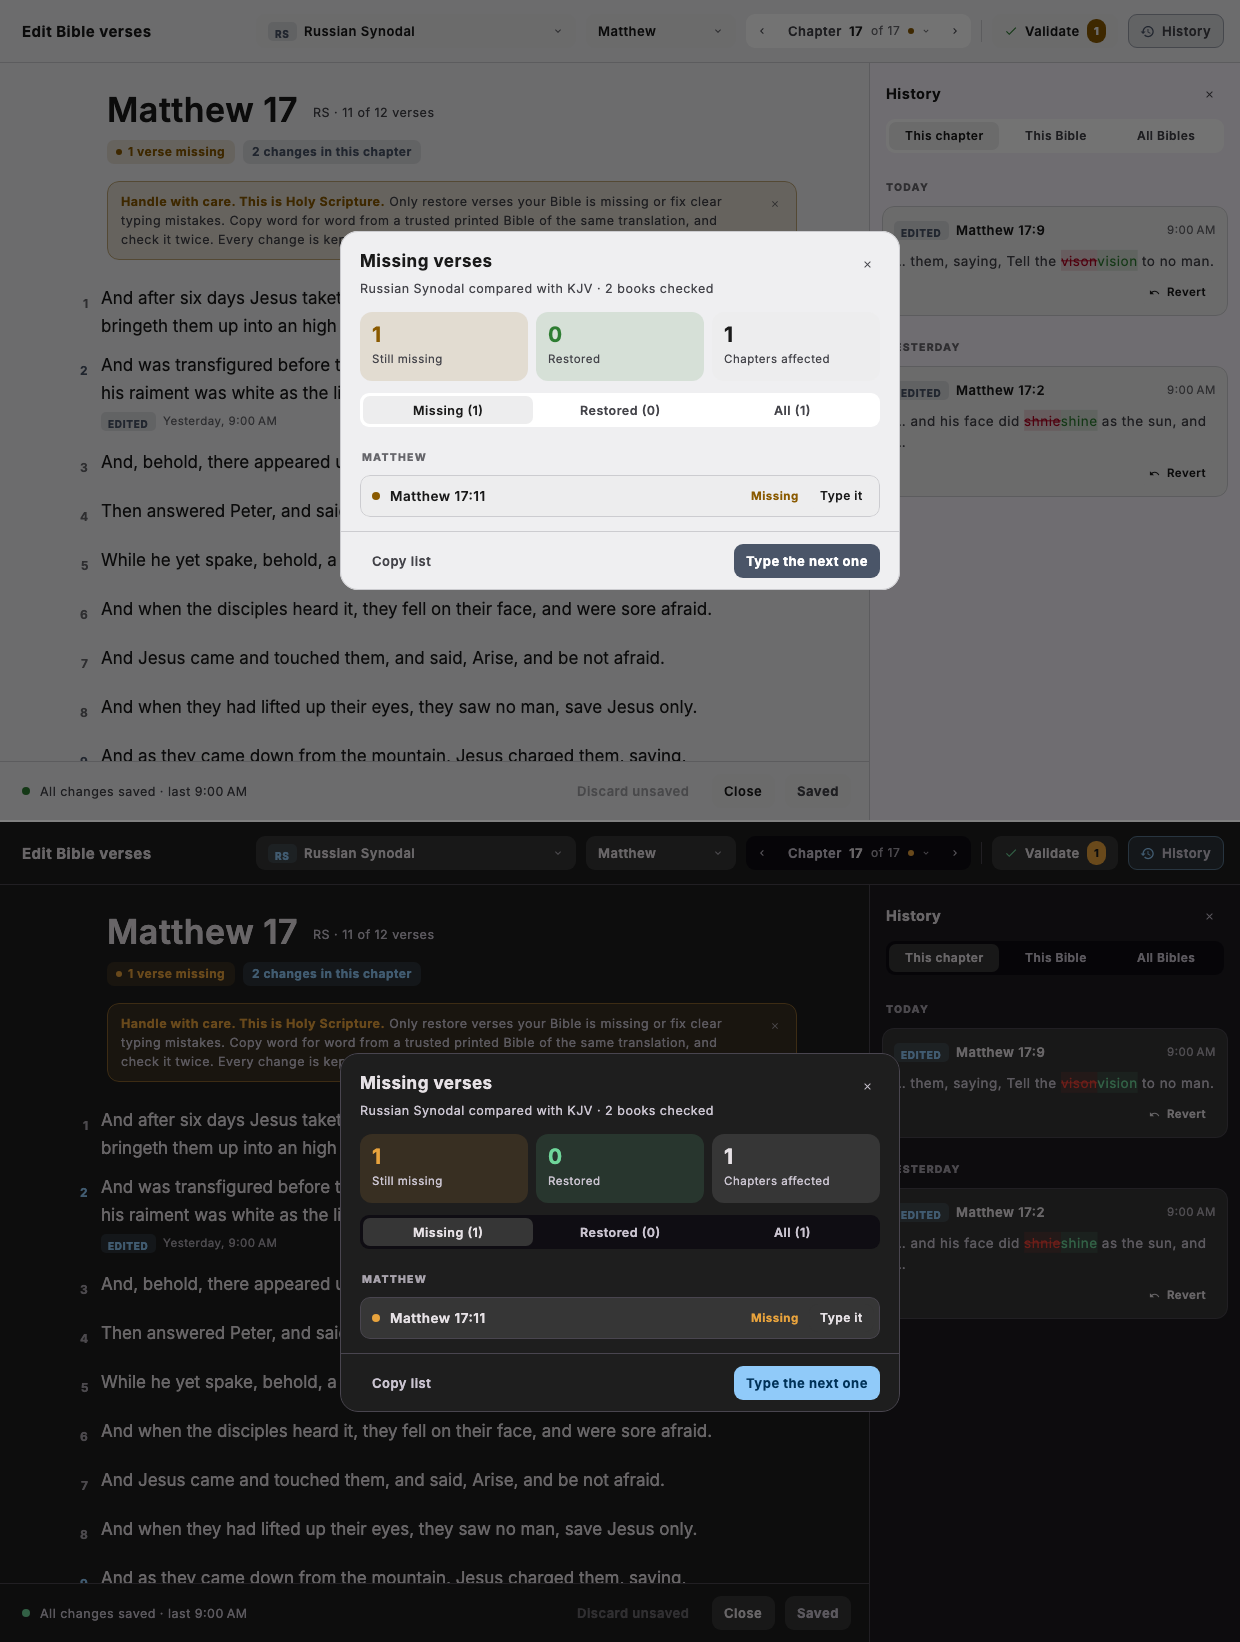 Edit Bible verses
RS Russian Synodal
Matthew
Chapter 17 of 17
Validate 1
History
Matthew 17 RS · 11 of 12 verses
1 verse missing
2 changes in this chapter
Handle with care. This is Holy Scripture. Only restore verses your Bible is missing or fix clear
typing mistakes. Copy word for word from a trusted printed Bible of the same translation, and
check it twice. Every change is
1 And after six days Jesus
bringeth them up into an high
2 And was transfigured before
his raiment was white as the
EDITED Yesterday, 9:00 AM
3 And, behold, there appeared
4 Then answered Peter, and
5 While he yet spake, behold, a
6 And when the disciples heard it, they fell on their face, and were sore afraid.
7 And Jesus came and touched them, and said, Arise, and be not afraid.
8 And when they had lifted up their eyes, they saw no man, save Jesus only.
And as they came down from the mountain, Jesus charged them, saying,
All changes saved · last 9:00 AM
Discard unsaved
Close
Saved
Missing verses
Russian Synodal compared with KJV · 2 books checked
1
Still missing
0
Restored
1
Chapters affected
Missing (1)
Restored (0)
All (1)
MATTHEW
Matthew 17:11
Missing
Type it
Copy list
Type the next one
History
This chapter
This Bible
All Bibles
TODAY
EDITED Matthew 17:9 9:00 AM
them, saying, Tell the visonvision to no man.
Revert
Matthew 17:2 9:00 AM
and his face did shnieshine as the sun, and
Revert
Edit Bible verses
RS Russian Synodal
Matthew
Chapter 17 of 17
Validate 1
History
Matthew 17 RS · 11 of 12 verses
1 verse missing
2 changes in this chapter
Handle with care. This is Holy Scripture. Only restore verses your Bible is missing or fix clear
typing mistakes. Copy word for word from a trusted printed Bible of the same translation, and
check it twice. Every change is
1 And after six days Jesus
bringeth them up into an high
2 And was transfigured before
his raiment was white as the
EDITED Yesterday, 9:00 AM
3 And, behold, there appeared
4 Then answered Peter, and
5 While he yet spake, behold, a
6 And when the disciples heard it, they fell on their face, and were sore afraid.
7 And Jesus came and touched them, and said, Arise, and be not afraid.
8 And when they had lifted up their eyes, they saw no man, save Jesus only.
And as they came down from the mountain, Jesus charged them, saying,
All changes saved · last 9:00 AM
Discard unsaved
Close
Saved
Missing verses
Russian Synodal compared with KJV · 2 books checked
1
Still missing
0
Restored
1
Chapters affected
Missing (1)
Restored (0)
All (1)
MATTHEW
Matthew 17:11
Missing
Type it
Copy list
Type the next one
History
This chapter
This Bible
All Bibles
TODAY
EDITED Matthew 17:9 9:00 AM
them, saying, Tell the visonvision to no man.
Revert
Matthew 17:2 9:00 AM
and his face did shnieshine as the sun, and
Revert